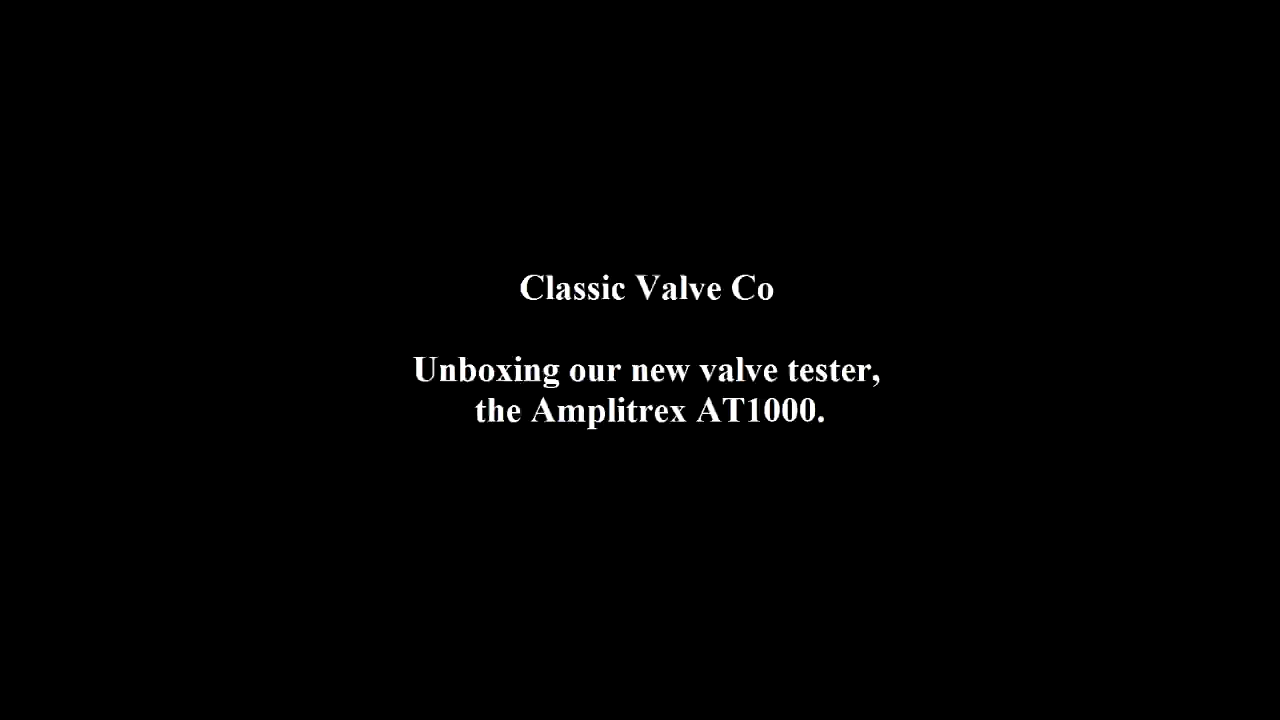 Classic Valve Co
Unboxing our new valve tester,
the Amplitrex AT1000.